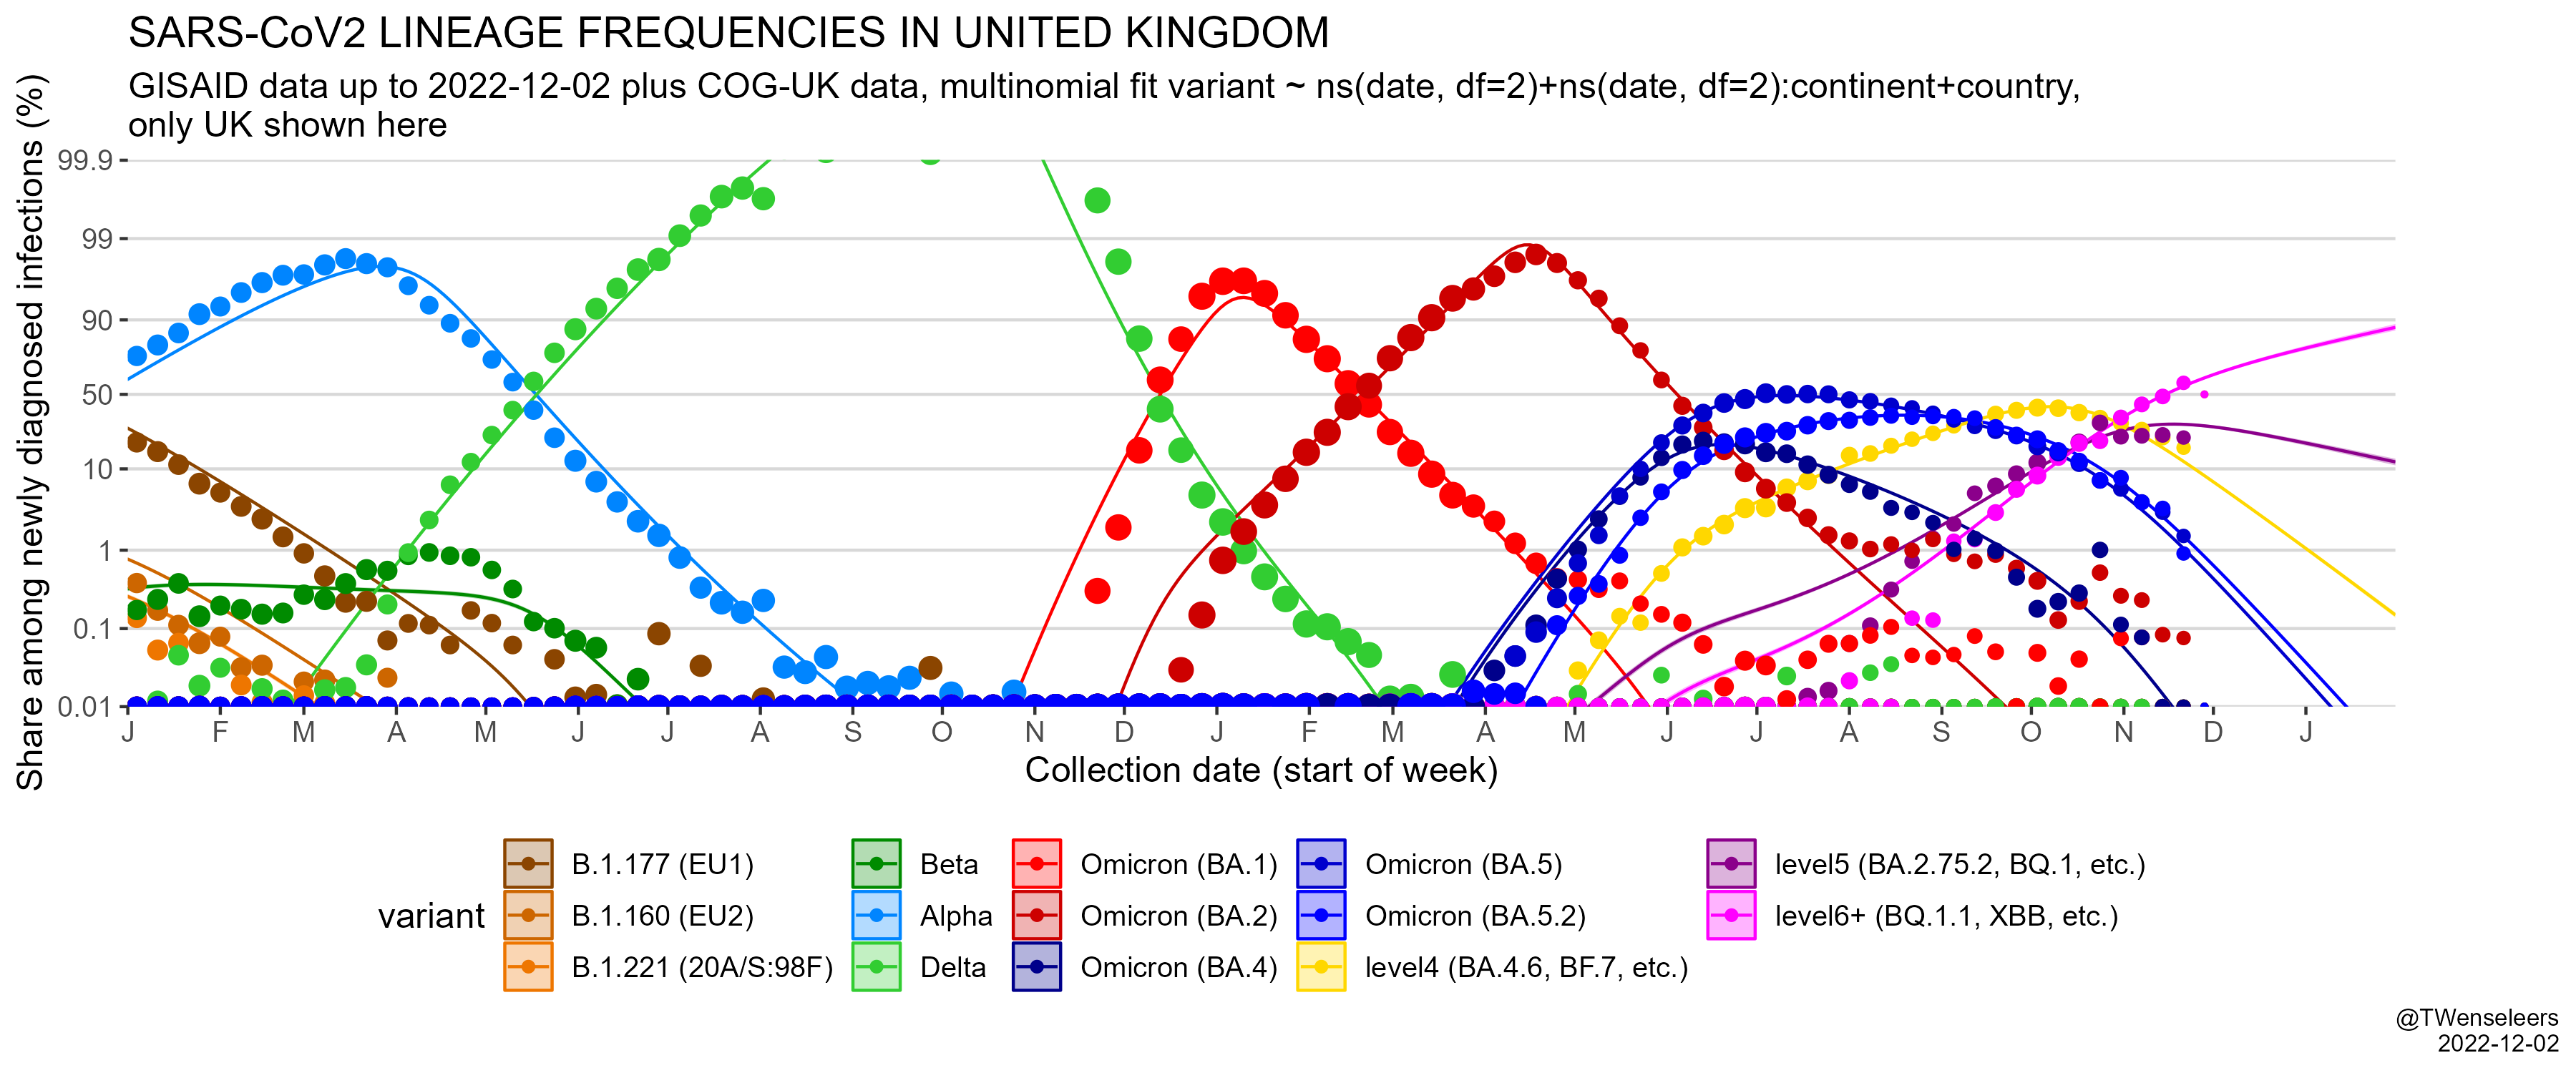 SARS-CoV2 LINEAGE FREQUENCIES IN UNITED KINGDOM
GISAID data up to 2022-12-02 plus COG-UK data, multinomial fit variant ~ ns(date, df=2)+ns(date, df=2):continent+country,
only UK shown here
Share among newly diagnosed infections (%)
99.9
99
90
50
10
1
0.1
0.01
J F M A M J J A S O N D J F M A M J J A S O N D J
Collection date (start of week)
variant
B.1.177 (EU1)
B.1.160 (EU2)
B.1.221 (20A/S:98F)
Beta
Alpha
Delta
Omicron (BA.1)
Omicron (BA.2)
Omicron (BA.4)
Omicron (BA.5)
Omicron (BA.5.2)
level4 (BA.4.6, BF.7, etc.)
level5 (BA.2.75.2, BQ.1, etc.)
level6+ (BQ.1.1, XBB, etc.)
@TWenseleers
2022-12-02